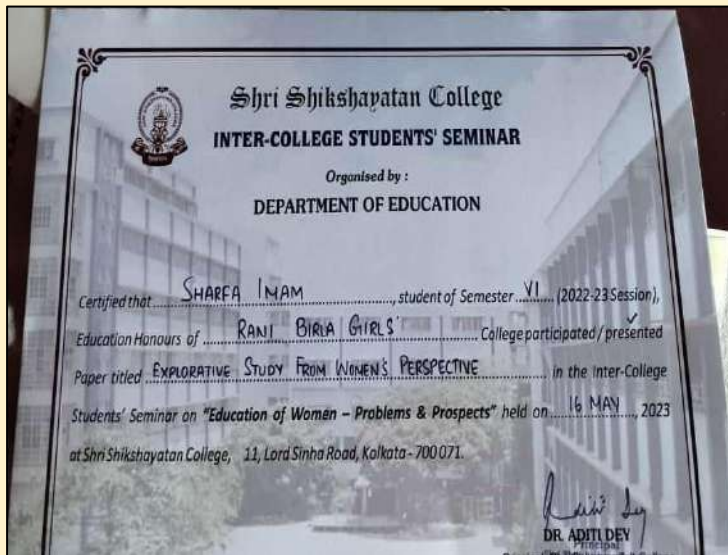 Shri Shikshayatan College
INTER-COLLEGE STUDENTS' SEMINAR
Organised by :
DEPARTMENT OF EDUCATION
Certified that SHARFA IMAM, student of Semester VI (2022-23 Session),
Education Honours of RANI BIRLA GIRLS' College participated / presented
Paper titled EXPLORATIVE STUDY FROM WOMEN'S PERSPECTIVE in the Inter-College
Students' Seminar on "Education of Women – Problems & Prospects" held on 16 MAY, 2023
at Shri Shikshayatan College, 11, Lord Sinha Road, Kolkata - 700 071.
Aditi Dey
DR. ADITI DEY
Principal